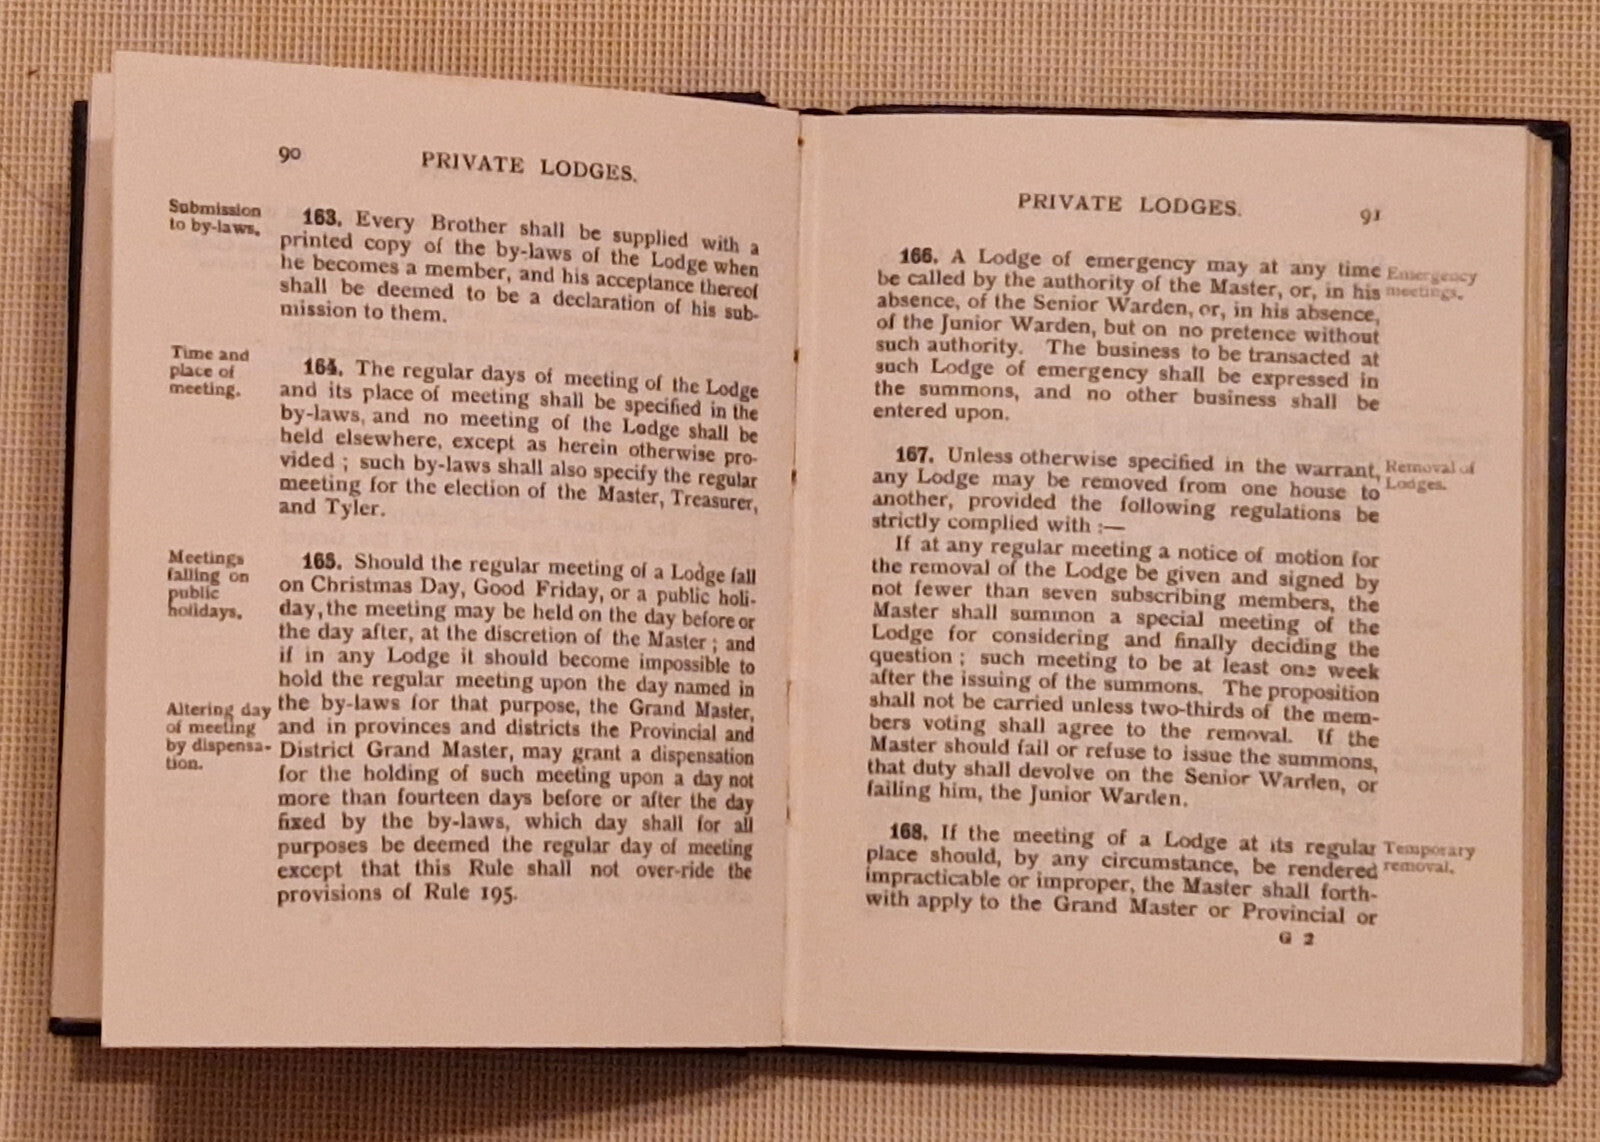 90
PRIVATE LODGES.
Submission
to by-laws.
163. Every Brother shall be supplied with a
printed copy of the by-laws of the Lodge when
he becomes a member, and his acceptance thereof
shall be deemed to be a declaration of his sub-
mission to them.
Time and
place of
meeting.
164. The regular days of meeting of the Lodge
and its place of meeting shall be specified in the
by-laws, and no meeting of the Lodge shall be
held elsewhere, except as herein otherwise pro-
vided ; such by-laws shall also specify the regular
meeting for the election of the Master, Treasurer,
and Tyler.
Meetings
falling on
public
holidays.
165. Should the regular meeting of a Lodge fall
on Christmas Day, Good Friday, or a public holi-
day, the meeting may be held on the day before or
the day after, at the discretion of the Master ; and
if in any Lodge it should become impossible to
hold the regular meeting upon the day named in
the by-laws for that purpose, the Grand Master,
and in provinces and districts the Provincial and
District Grand Master, may grant a dispensation
for the holding of such meeting upon a day not
more than fourteen days before or after the day
fixed by the by-laws, which day shall for all
purposes be deemed the regular day of meeting
except that this Rule shall not over-ride the
provisions of Rule 195.
Altering day
of meeting
by dispensa-
tion.
PRIVATE LODGES.
91
166. A Lodge of emergency may at any time
be called by the authority of the Master, or, in his
absence, of the Senior Warden, or, in his absence,
of the Junior Warden, but on no pretence without
such authority. The business to be transacted at
such Lodge of emergency shall be expressed in
the summons, and no other business shall be
entered upon.
Emergency
meetings.
167. Unless otherwise specified in the warrant,
any Lodge may be removed from one house to
another, provided the following regulations be
strictly complied with :—
Removal of
Lodges.
If at any regular meeting a notice of motion for
the removal of the Lodge be given and signed by
not fewer than seven subscribing members, the
Master shall summon a special meeting of the
Lodge for considering and finally deciding the
question ; such meeting to be at least one week
after the issuing of the summons. The proposition
shall not be carried unless two-thirds of the mem-
bers voting shall agree to the removal. If the
Master should fail or refuse to issue the summons,
that duty shall devolve on the Senior Warden, or
failing him, the Junior Warden.
168. If the meeting of a Lodge at its regular
place should, by any circumstance, be rendered
impracticable or improper, the Master shall forth-
with apply to the Grand Master or Provincial or
Temporary
removal.
G 2